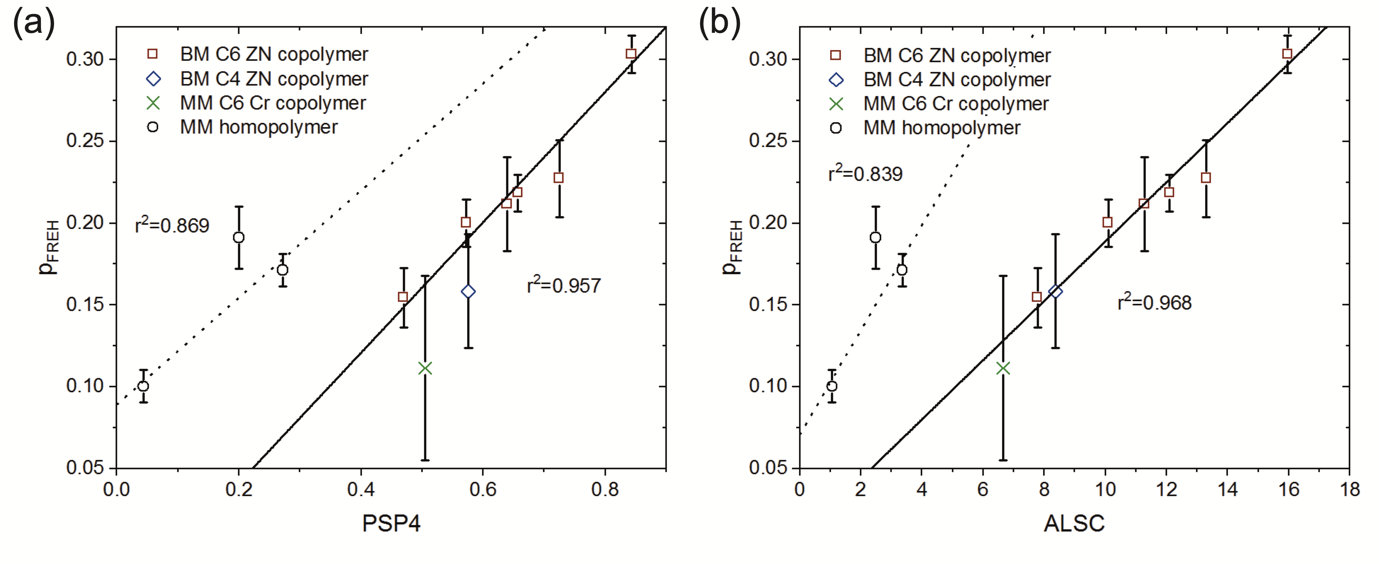 (a)
BM C6 ZN copolymer
BM C4 ZN copolymer
MM C6 Cr copolymer
MM homopolymer
r²=0.869
r²=0.957
0.30
0.25
0.20
0.15
0.10
0.05
pFREH
0.0 0.2 0.4 0.6 0.8
PSP4
(b)
BM C6 ZN copolymer
BM C4 ZN copolymer
MM C6 Cr copolymer
MM homopolymer
r²=0.839
r²=0.968
0.30
0.25
0.20
0.15
0.10
0.05
pFREH
0 2 4 6 8 10 12 14 16 18
ALSC